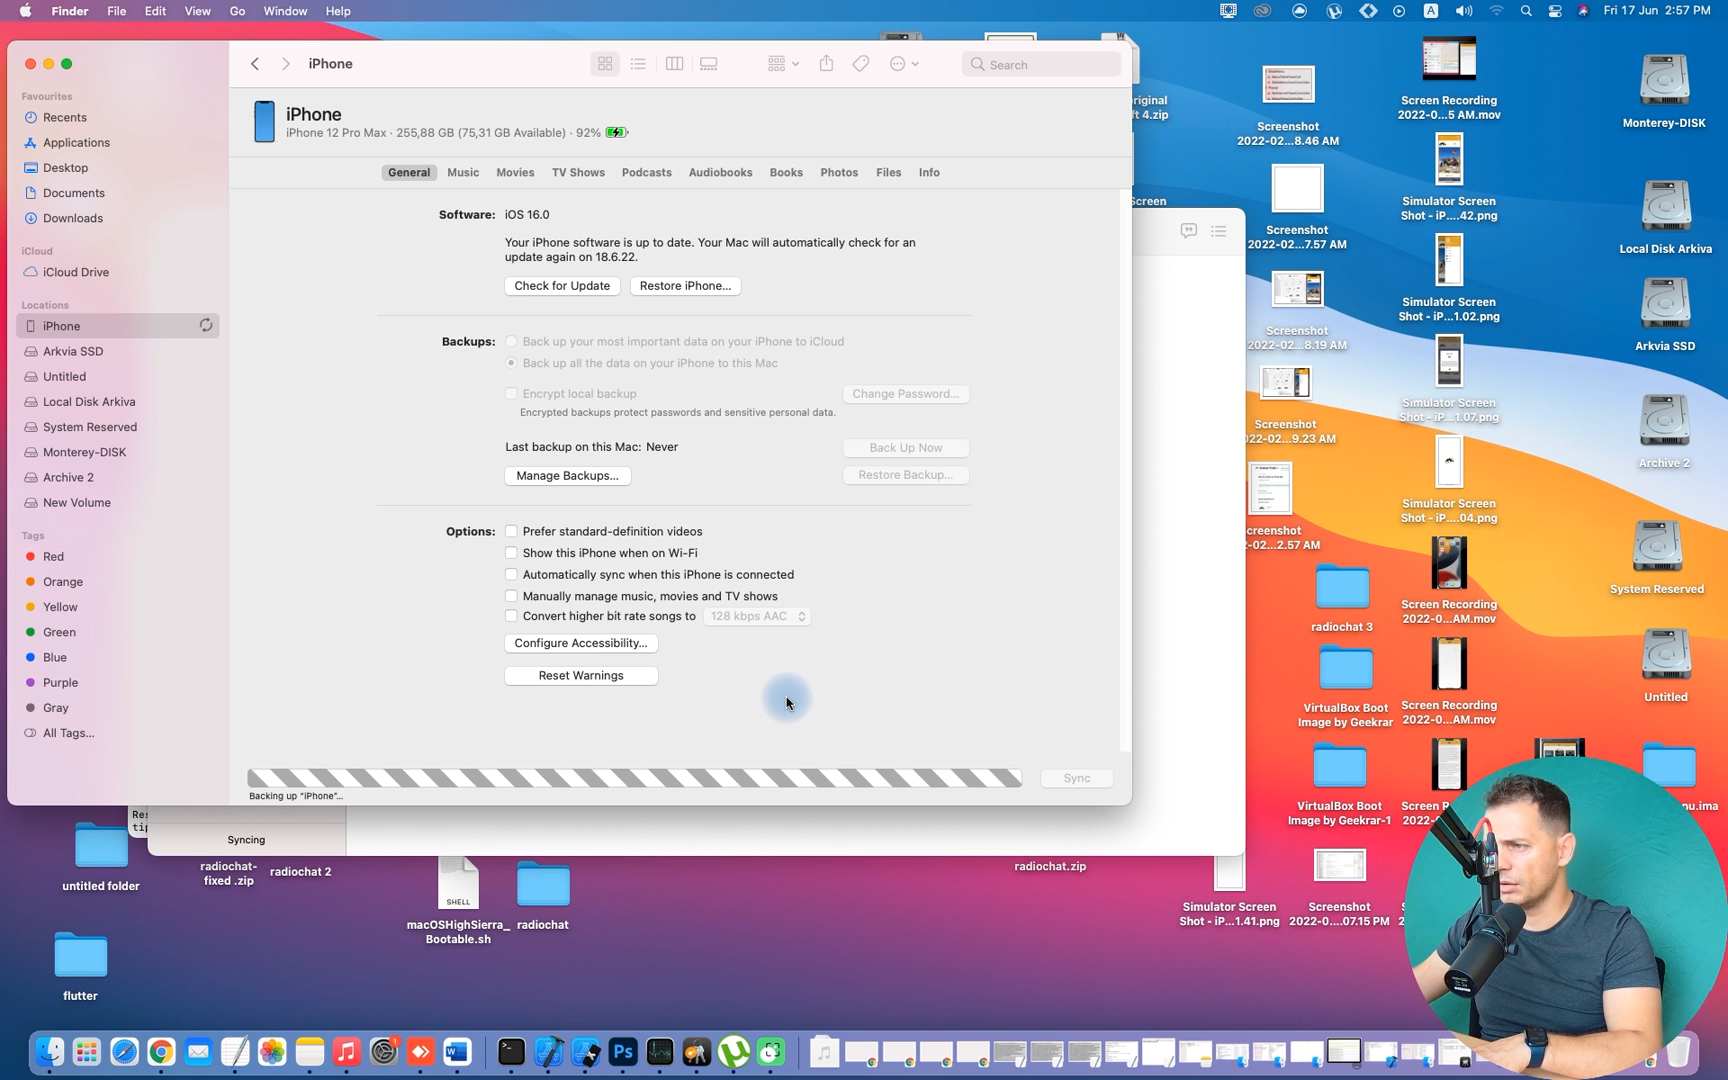 Finder File Edit View Go Window Help
A Fri 17 Jun 2:57 PM
iPhone
Search
Favourites
Recents
Applications
Desktop
Documents
Downloads
iCloud
iCloud Drive
Locations
iPhone
Arkvia SSD
Untitled
Local Disk Arkiva
System Reserved
Monterey-DISK
Archive 2
New Volume
Tags
Red
Orange
Yellow
Green
Blue
Purple
Gray
All Tags...
iPhone
iPhone 12 Pro Max · 255,88 GB (75,31 GB Available) · 92%
General Music Movies TV Shows Podcasts Audiobooks Books Photos Files Info
Software: iOS 16.0
Your iPhone software is up to date. Your Mac will automatically check for an
update again on 18.6.22.
Check for Update Restore iPhone...
Backups: Back up your most important data on your iPhone to iCloud
Back up all the data on your iPhone to this Mac
Encrypt local backup Change Password...
Encrypted backups protect passwords and sensitive personal data.
Last backup on this Mac: Never Back Up Now
Manage Backups... Restore Backup...
Options: Prefer standard-definition videos
Show this iPhone when on Wi-Fi
Automatically sync when this iPhone is connected
Manually manage music, movies and TV shows
Convert higher bit rate songs to 128 kbps AAC
Configure Accessibility...
Reset Warnings
Backing up "iPhone"...
Sync
Syncing
untitled folder
radiochat-
fixed .zip
radiochat 2
SHELL
macOSHighSierra_
Bootable.sh
radiochat
flutter
radiochat.zip
Screenshot
2022-02...8.46 AM
Screenshot
2022-02...7.57 AM
Screenshot
2022-02...8.19 AM
Screenshot
22-02...9.23 AM
2...2.57 AM
radiochat 3
VirtualBox Boot
Image by Geekrar
VirtualBox Boot
Image by Geekrar-1
Screenshot
2022-0....07.15 PM
Simulator Screen
Shot - iP...1.41.png
Screen Recording
2022-0...5 AM.mov
Simulator Screen
Shot - iP....42.png
Simulator Screen
Shot - iP...1.02.png
Simulator Screen
Shot - iP...1.07.png
Simulator Screen
Shot - iP....04.png
Screen Recording
2022-0...AM.mov
Screen Recording
2022-0...AM.mov
Monterey-DISK
Local Disk Arkiva
Arkvia SSD
Archive 2
System Reserved
Untitled
Ps